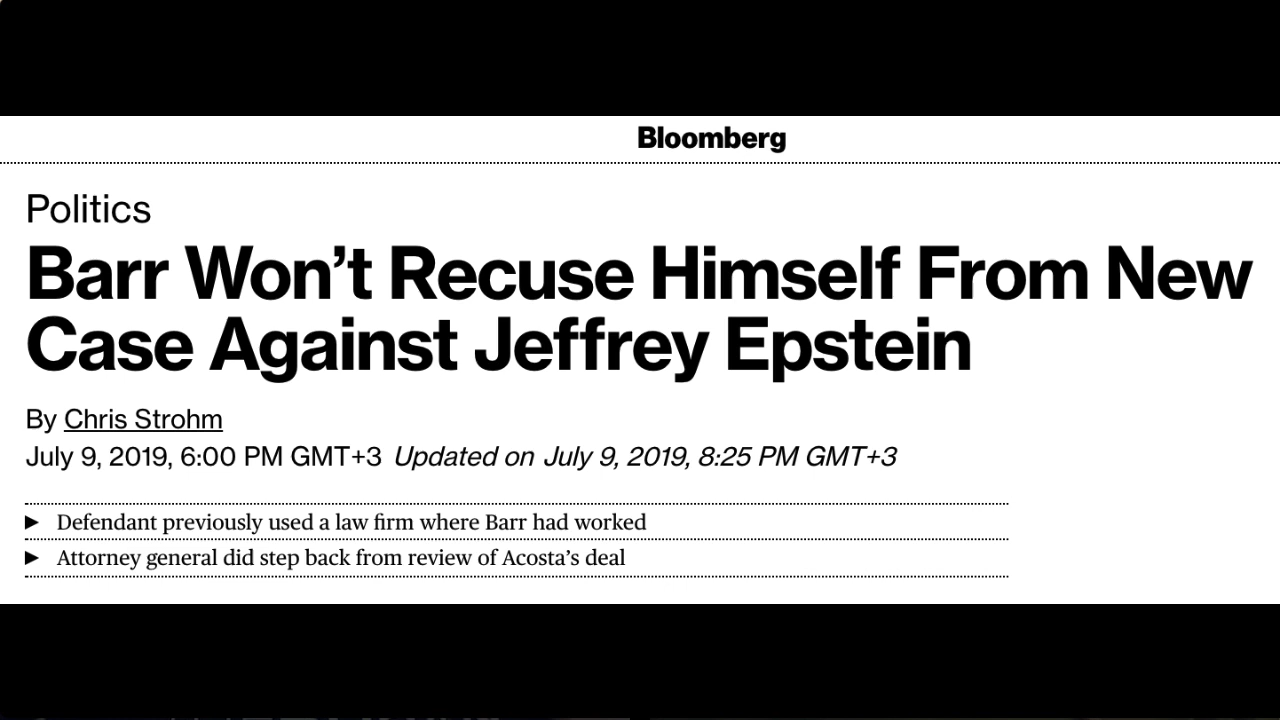 Bloomberg
Politics
Barr Won’t Recuse Himself From New
Case Against Jeffrey Epstein
By Chris Strohm
July 9, 2019, 6:00 PM GMT+3 Updated on July 9, 2019, 8:25 PM GMT+3
► Defendant previously used a law firm where Barr had worked
► Attorney general did step back from review of Acosta’s deal